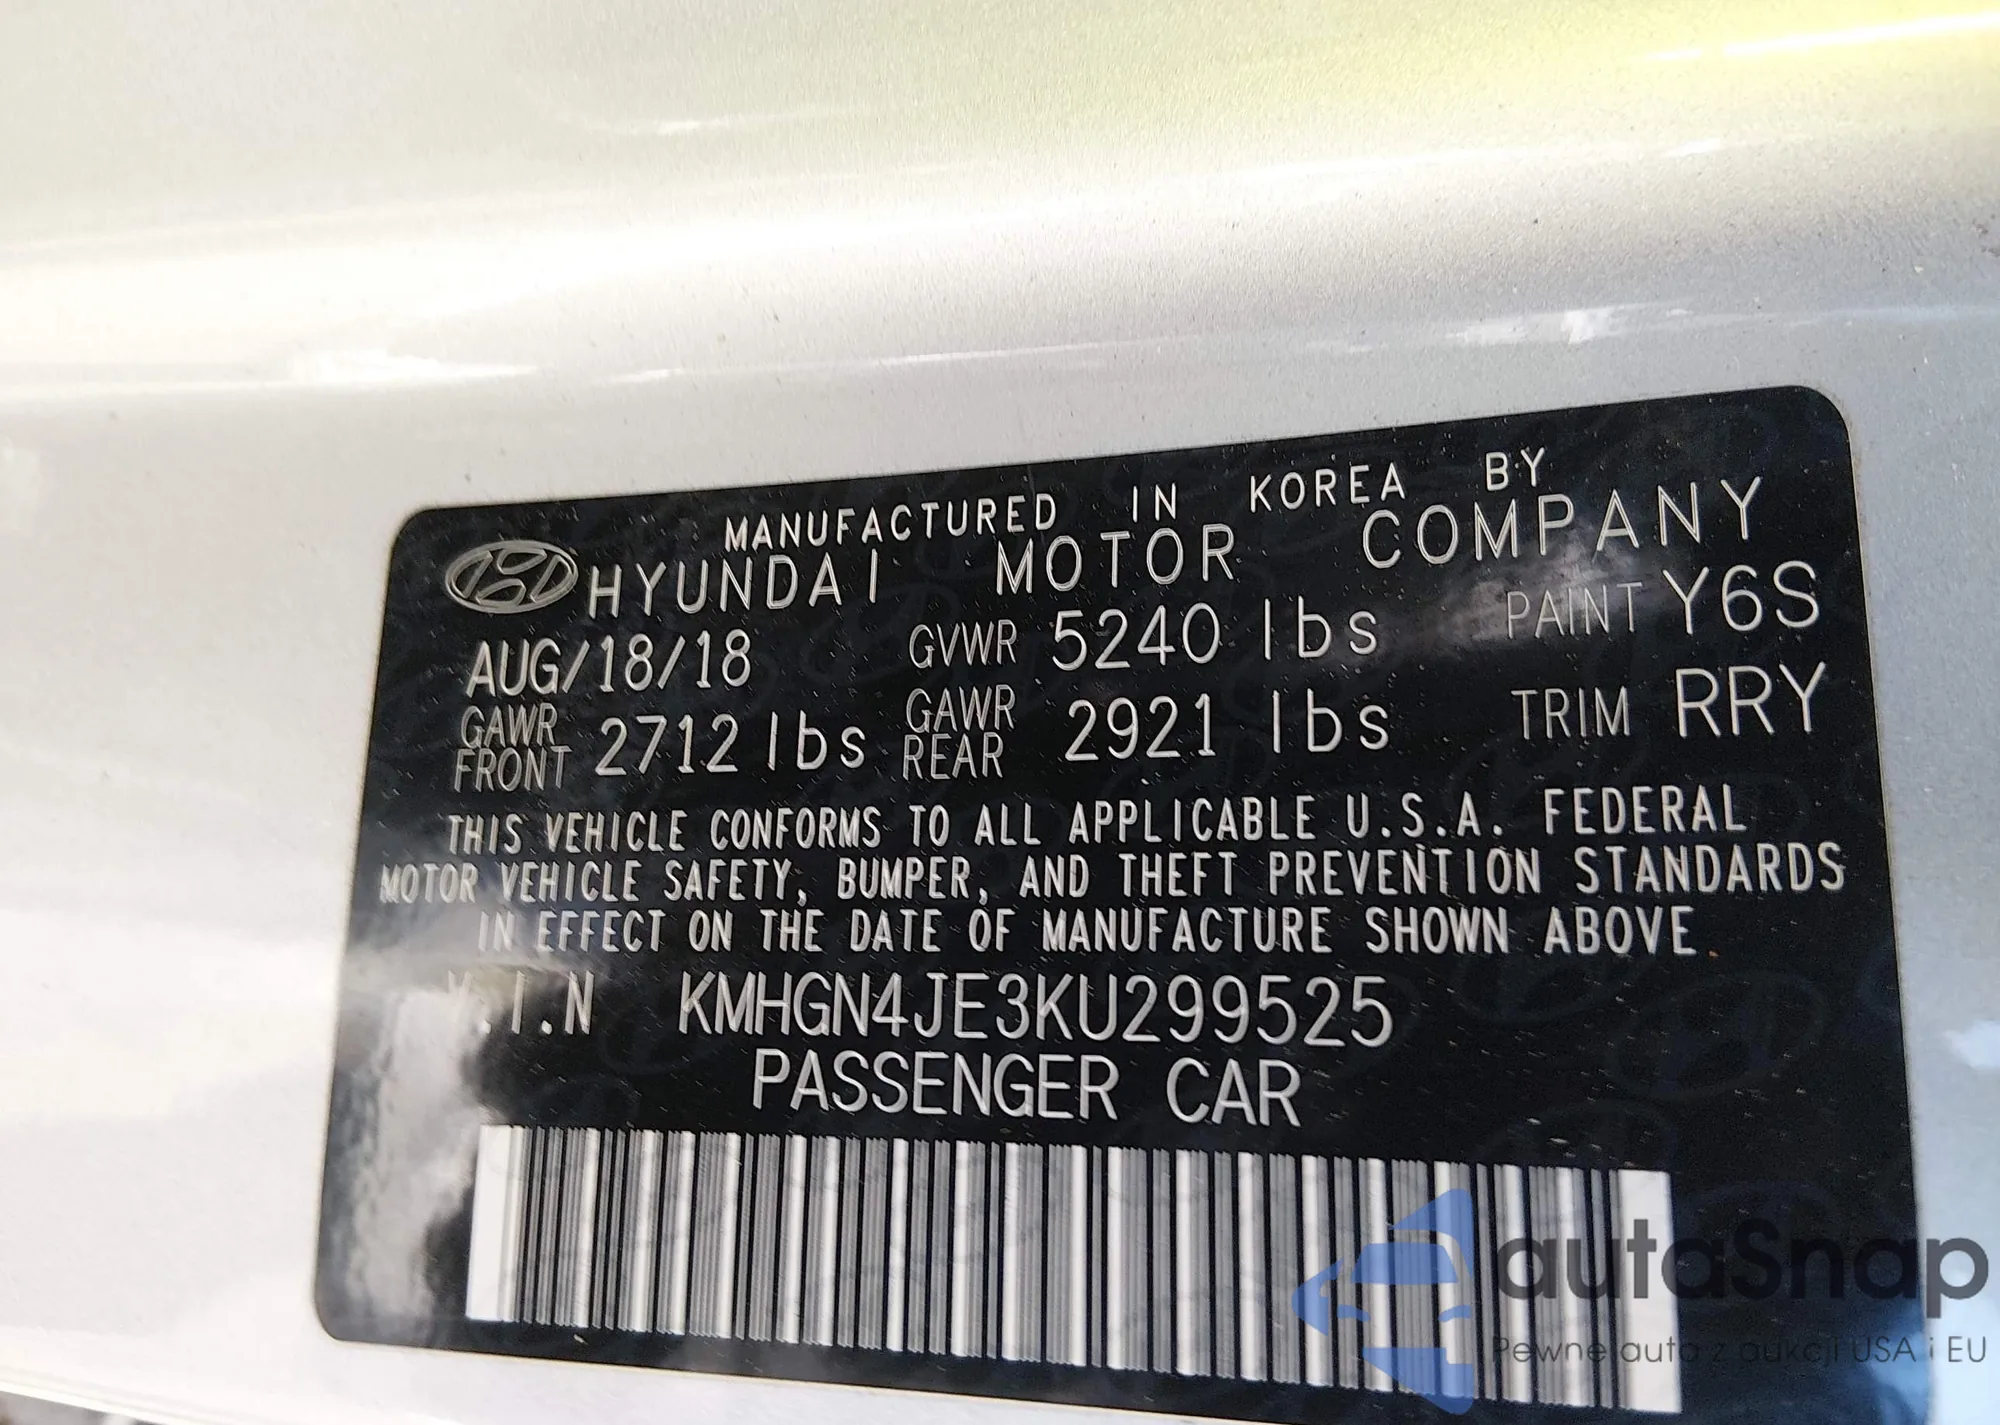 MANUFACTURED IN KOREA BY
HYUNDAI MOTOR COMPANY
AUG/18/18 GVWR 5240 lbs PAINT Y6S
GAWR FRONT 2712 lbs GAWR REAR 2921 lbs TRIM RRY
THIS VEHICLE CONFORMS TO ALL APPLICABLE U.S.A. FEDERAL
MOTOR VEHICLE SAFETY, BUMPER, AND THEFT PREVENTION STANDARDS
IN EFFECT ON THE DATE OF MANUFACTURE SHOWN ABOVE
V.I.N KMHGN4JE3KU299525
PASSENGER CAR
autaSnap
Pewne auta z aukcji USA i EU